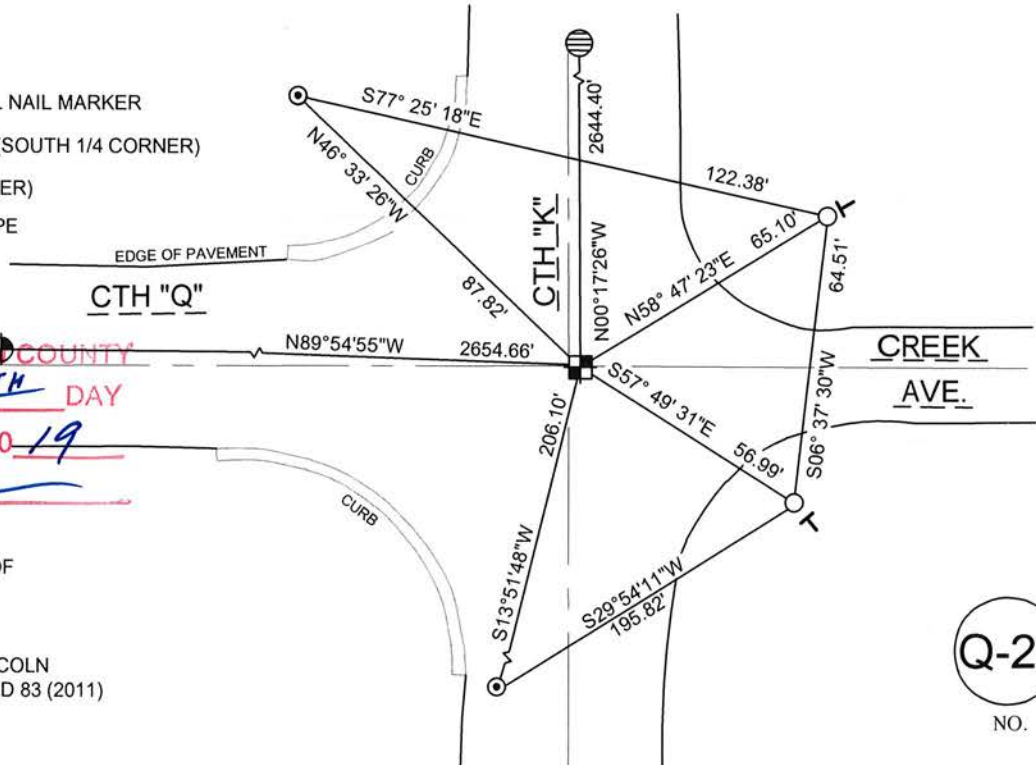 . NAIL MARKER
(SOUTH 1/4 CORNER)
ER)
PE
EDGE OF PAVEMENT
CTH "Q"
COUNTY
TH DAY
0 19
OF
COLN
D 83 (2011)
S77° 25' 18"E
122.38'
N46° 33' 26"W
87.82'
CURB
CTH "K"
2644.40'
N00°17'26"W
N58° 47' 23"E
65.10'
64.51'
S06° 37' 30"W
N89°54'55"W
2654.66'
CREEK
AVE.
S57° 49' 31"E
56.99'
206.10'
S13°51'48"W
CURB
S29°54'11"W
195.82'
Q-2
NO.